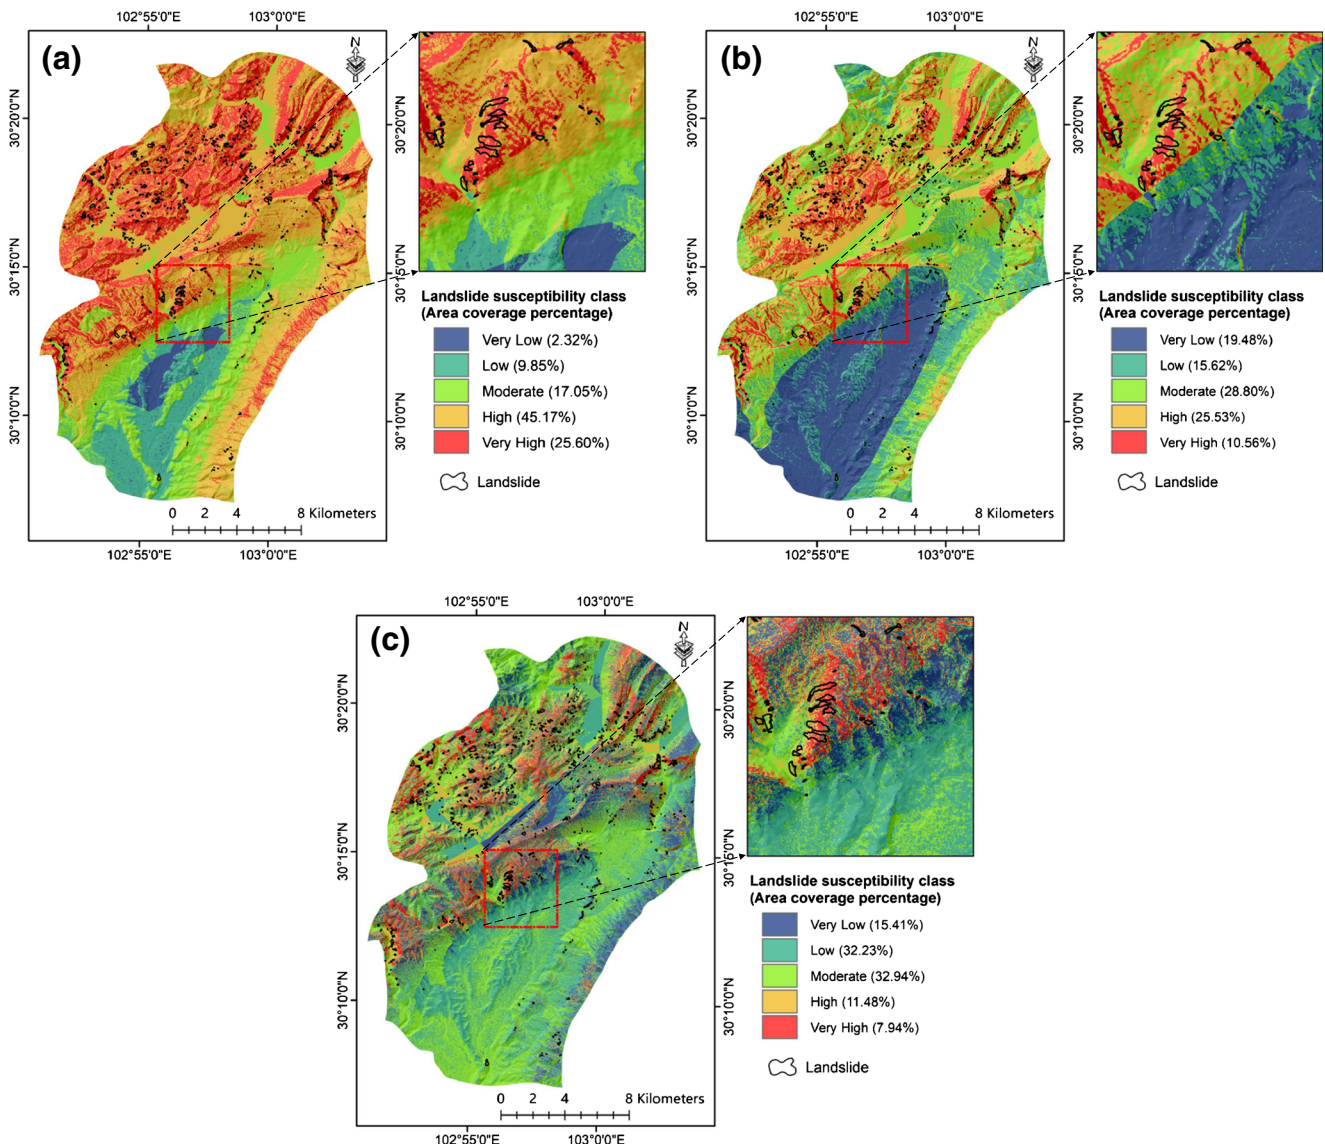 102°55'0"E 103°0'0"E
(a)
N
30°20'0"N
30°15'0"N
30°10'0"N
30°20'0"N
30°15'0"N
30°10'0"N
Landslide susceptibility class
(Area coverage percentage)
Very Low (2.32%)
Low (9.85%)
Moderate (17.05%)
High (45.17%)
Very High (25.60%)
Landslide
0 2 4 8 Kilometers
102°55'0"E 103°0'0"E
102°55'0"E 103°0'0"E
(b)
N
30°20'0"N
30°15'0"N
30°10'0"N
30°20'0"N
30°15'0"N
30°10'0"N
Landslide susceptibility class
(Area coverage percentage)
Very Low (19.48%)
Low (15.62%)
Moderate (28.80%)
High (25.53%)
Very High (10.56%)
Landslide
0 2 4 8 Kilometers
102°55'0"E 103°0'0"E
102°55'0"E 103°0'0"E
(c)
N
30°20'0"N
30°15'0"N
30°10'0"N
30°20'0"N
30°15'0"N
30°10'0"N
Landslide susceptibility class
(Area coverage percentage)
Very Low (15.41%)
Low (32.23%)
Moderate (32.94%)
High (11.48%)
Very High (7.94%)
Landslide
0 2 4 8 Kilometers
102°55'0"E 103°0'0"E